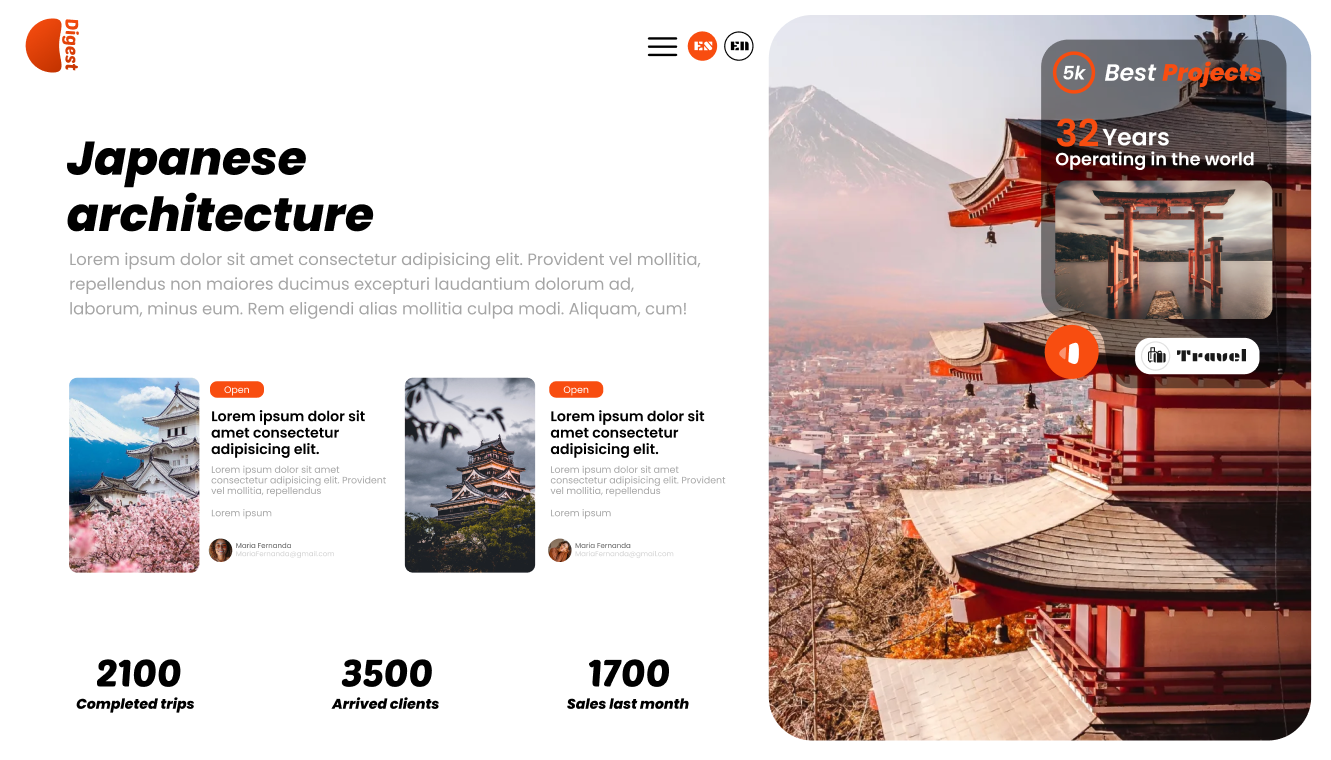 Digest
ES
En
Japanese
architecture
Lorem ipsum dolor sit amet consectetur adipisicing elit. Provident vel mollitia,
repellendus non maiores ducimus excepturi laudantium dolorum ad,
laborum, minus eum. Rem eligendi alias mollitia culpa modi. Aliquam, cum!
Open
Lorem ipsum dolor sit
amet consectetur
adipisicing elit.
Lorem ipsum dolor sit amet
consectetur adipisicing elit. Provident
vel mollitia, repellendus
Lorem ipsum
Maria Fernanda
MariaFernanda@gmail.com
Open
Lorem ipsum dolor sit
amet consectetur
adipisicing elit.
Lorem ipsum dolor sit amet
consectetur adipisicing elit. Provident
vel mollitia, repellendus
Lorem ipsum
Maria Fernanda
MariaFernanda@gmail.com
2100
Completed trips
3500
Arrived clients
1700
Sales last month
5k Best Projects
32 Years
Operating in the world
Travel